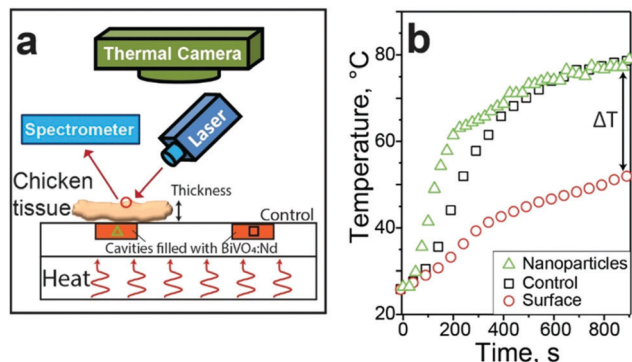 a
Thermal Camera
Spectrometer
Laser
Chicken
tissue
Thickness
Control
Cavities filled with BiVO₄:Nd
Heat
b
Temperature, °C
80
60
40
20
ΔT
Nanoparticles
Control
Surface
0 200 400 600 800
Time, s